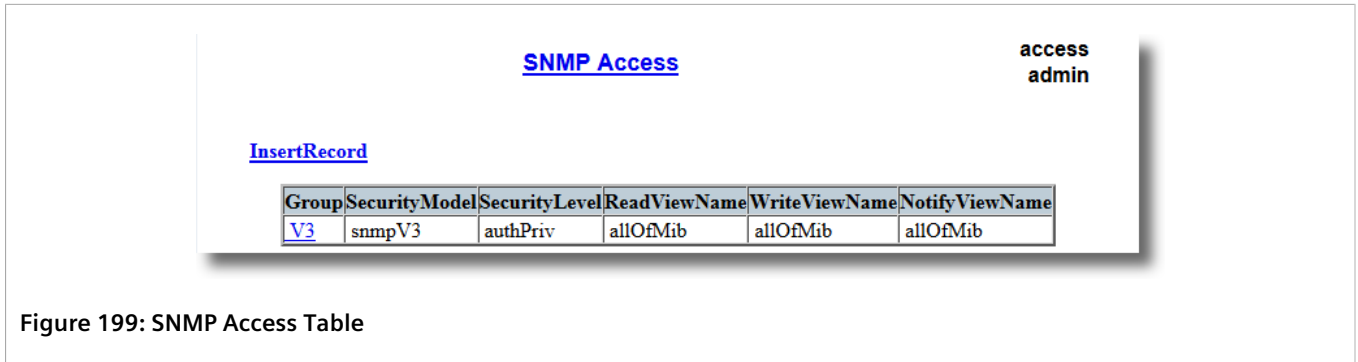 SNMP Access
access
admin
InsertRecord
Group SecurityModel SecurityLevel ReadViewName WriteViewName NotifyViewName
V3 snmpV3 authPriv allOfMib allOfMib allOfMib
Figure 199: SNMP Access Table